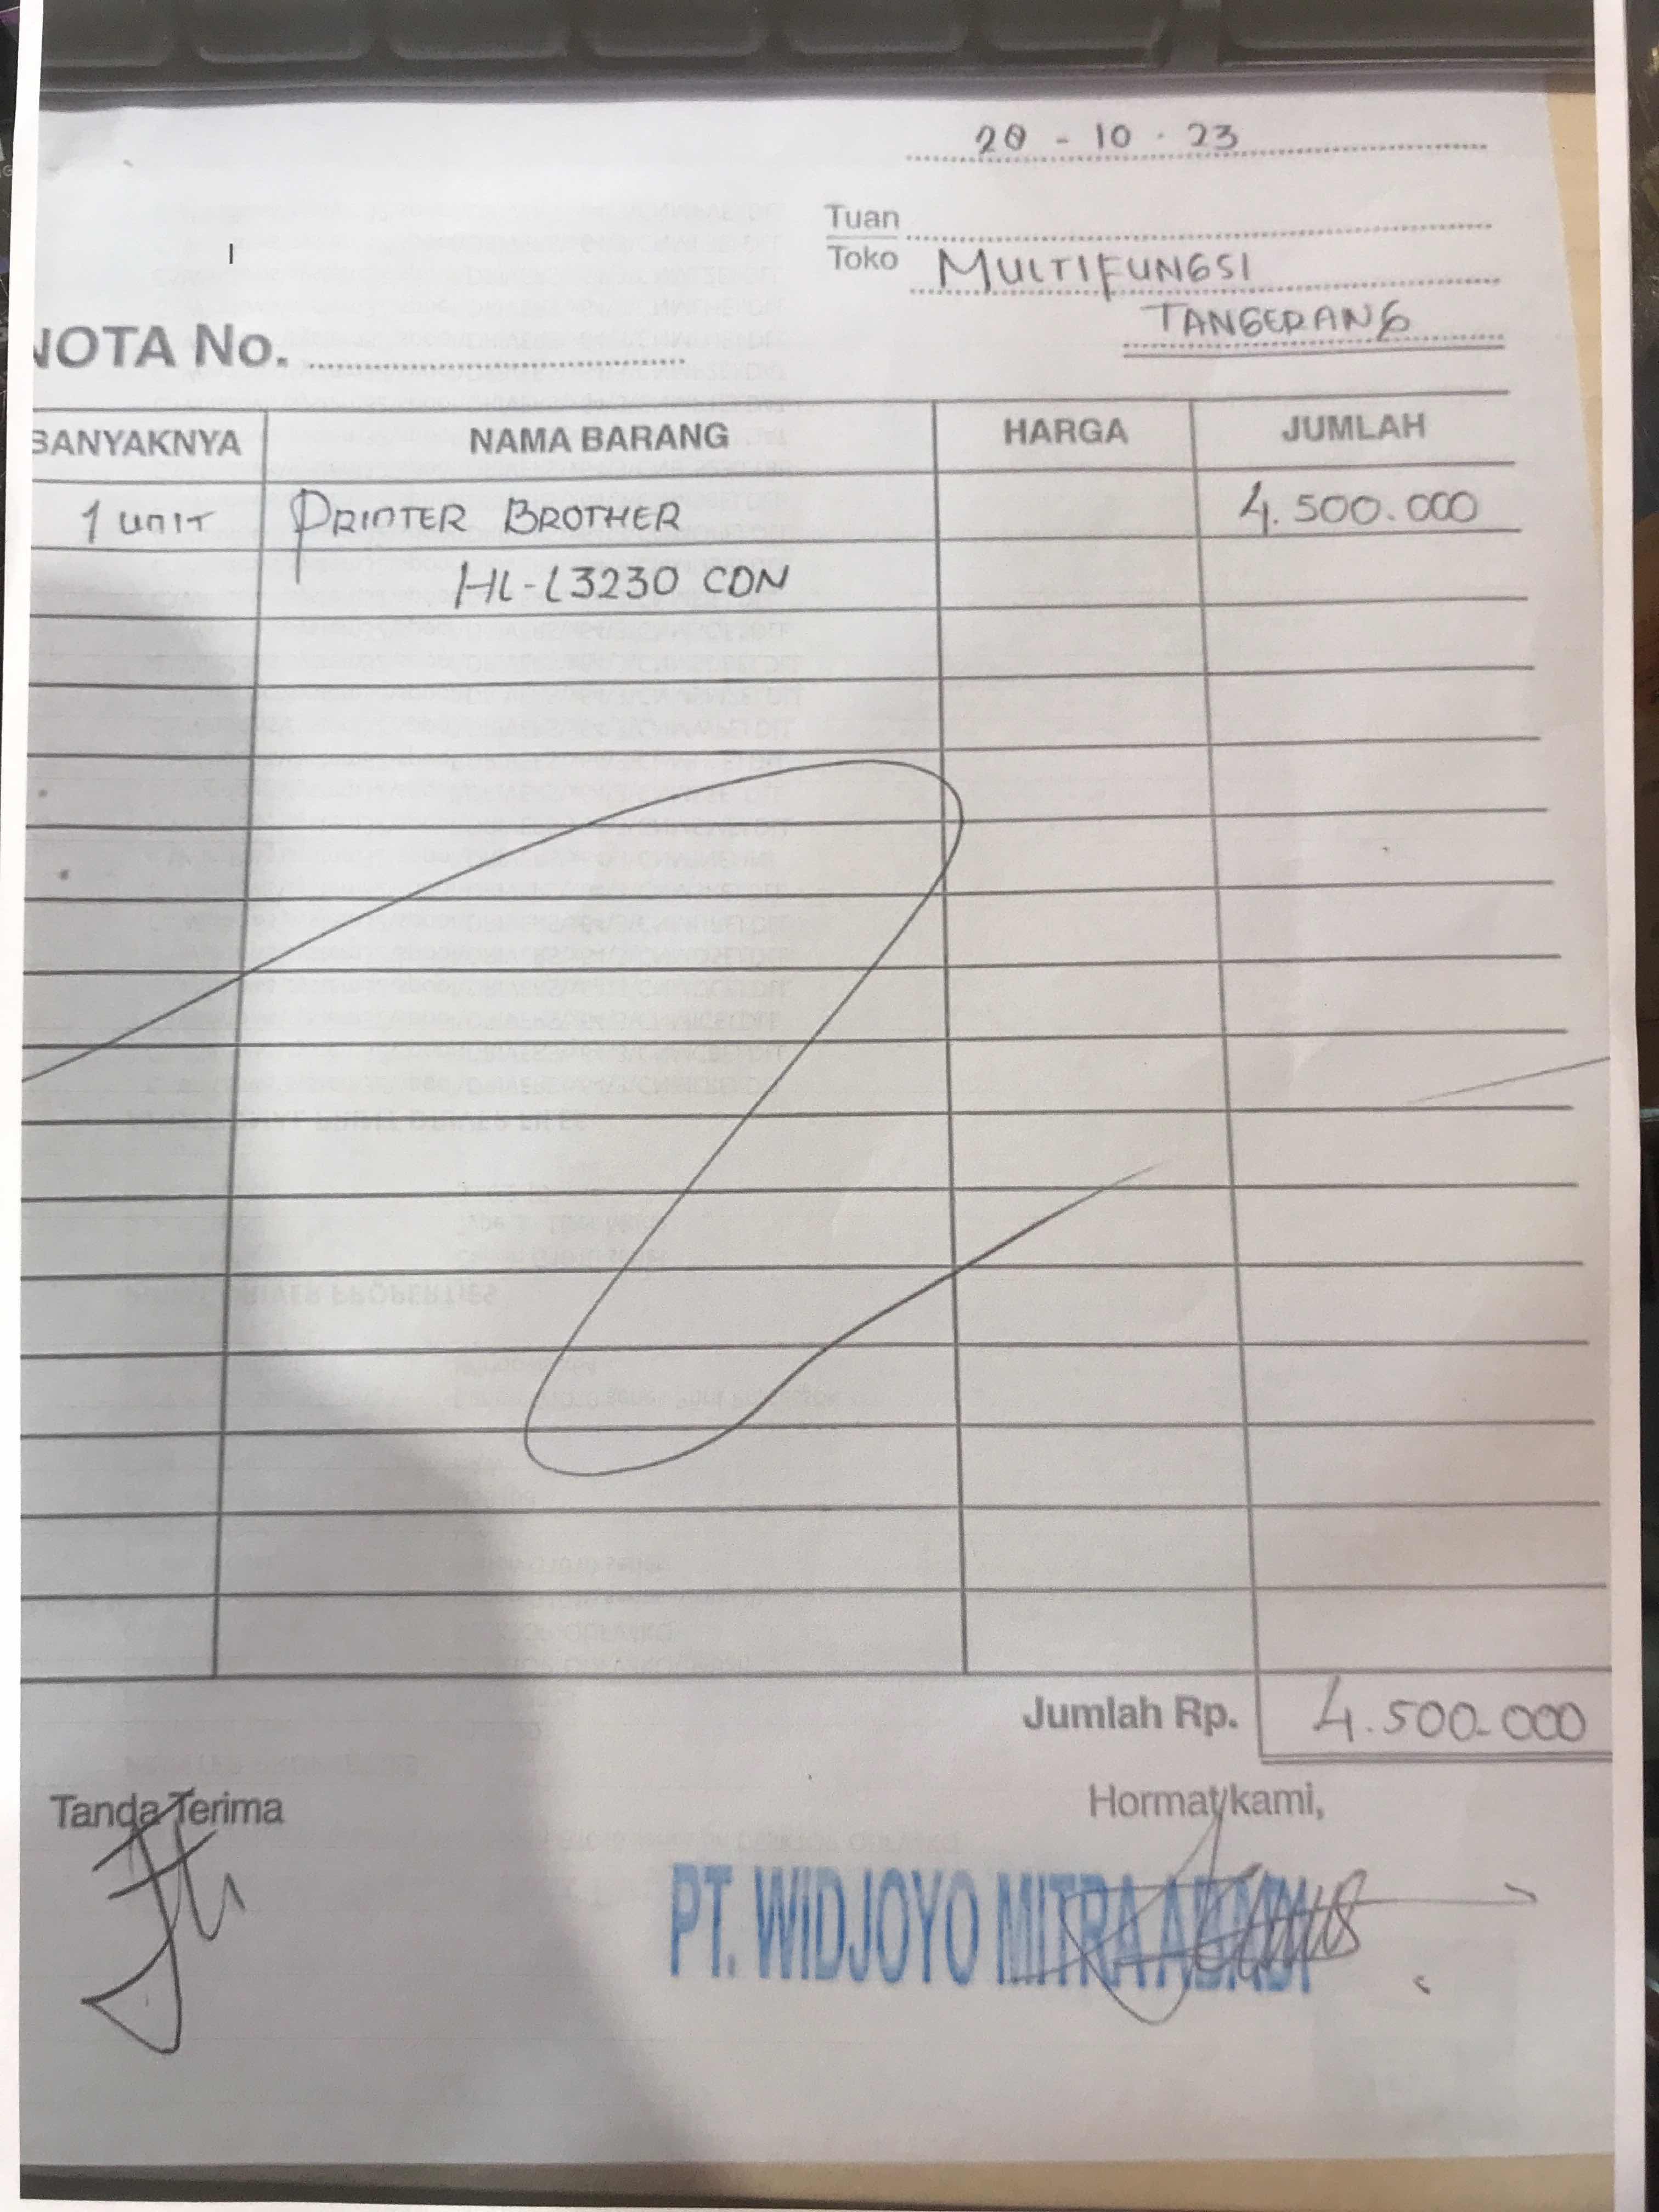 20 - 10 - 23
Tuan
Toko MULTIFUNGSI
TANGERANG
NOTA No.
BANYAKNYA NAMA BARANG HARGA JUMLAH
1 UNIT PRINTER BROTHER 4.500.000
HL-L3230 CDN
Jumlah Rp. 4.500.000
Tanda Terima Hormat kami,
PT. WIDJOYO MITRA ABADI